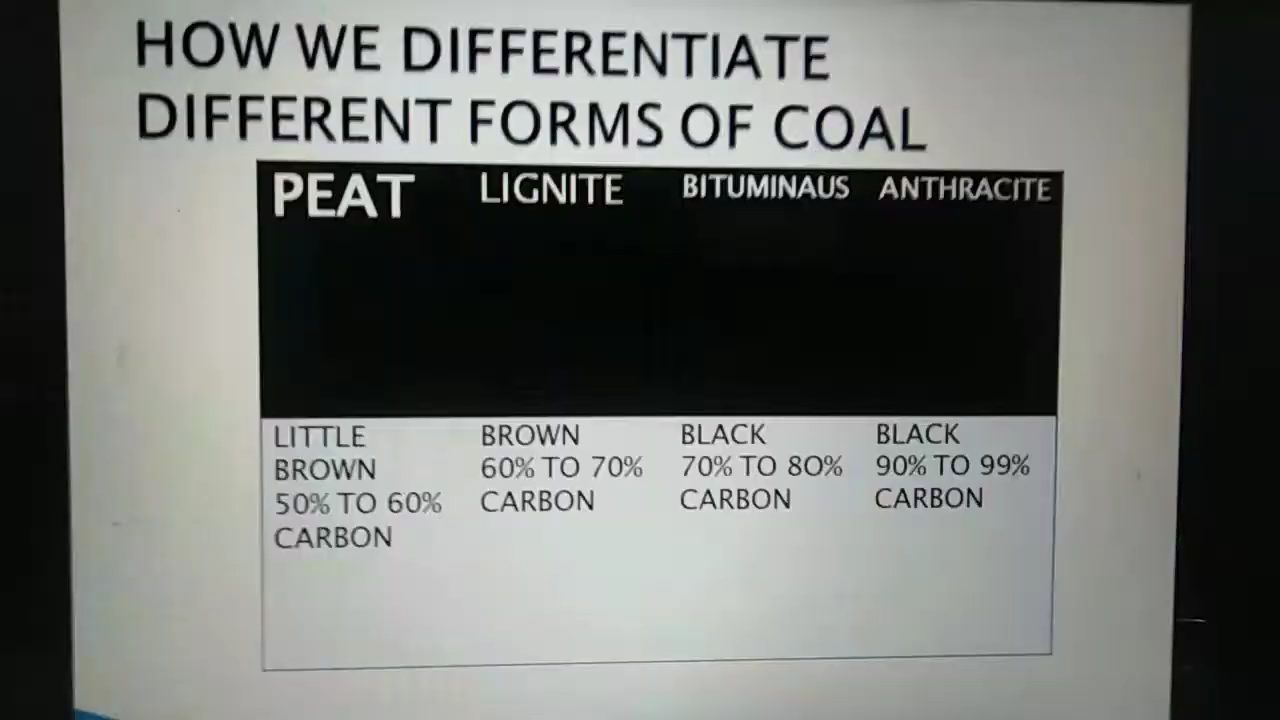 HOW WE DIFFERENTIATE
DIFFERENT FORMS OF COAL
PEAT LIGNITE BITUMINAUS ANTHRACITE
LITTLE BROWN BLACK BLACK
BROWN 60% TO 70% 70% TO 80% 90% TO 99%
50% TO 60% CARBON CARBON CARBON
CARBON